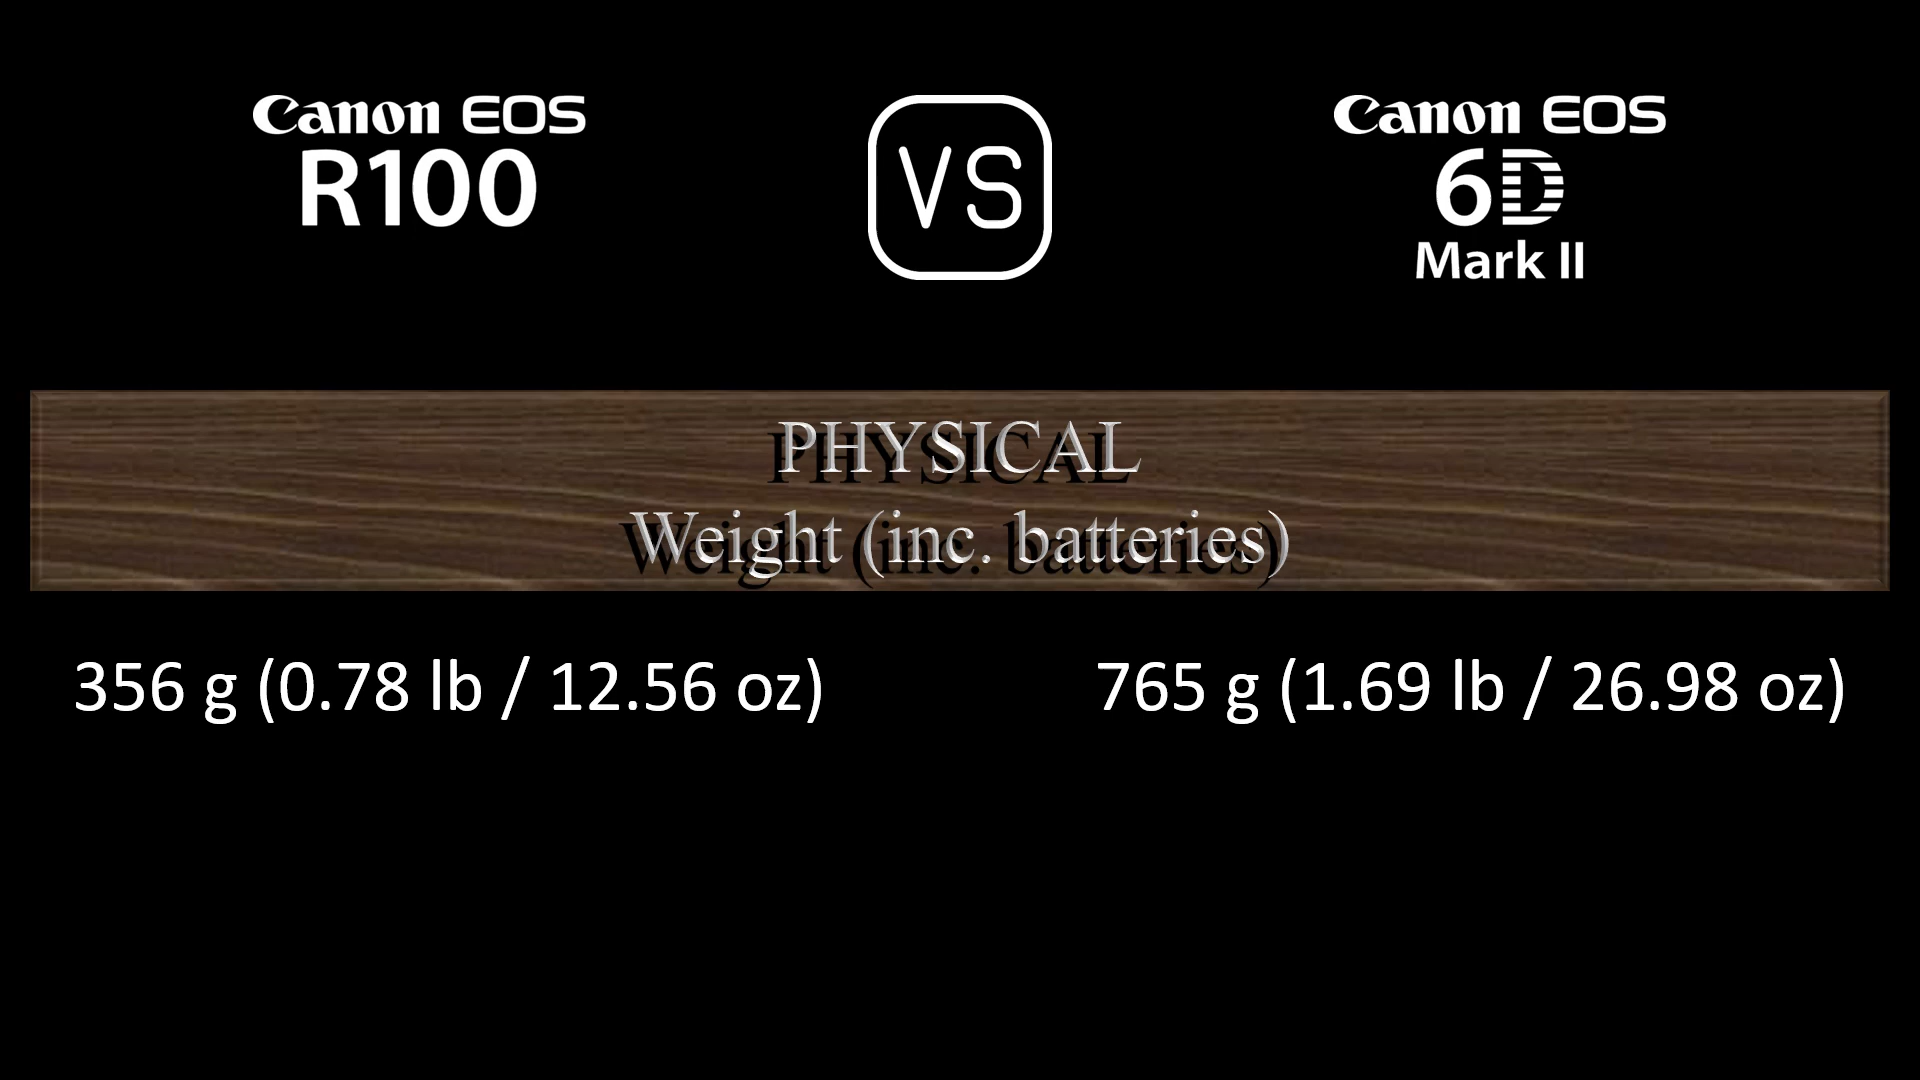 Canon EOS
R100
VS
Canon EOS
6D
Mark II
PHYSICAL
Weight (inc. batteries)
356 g (0.78 lb / 12.56 oz)
765 g (1.69 lb / 26.98 oz)